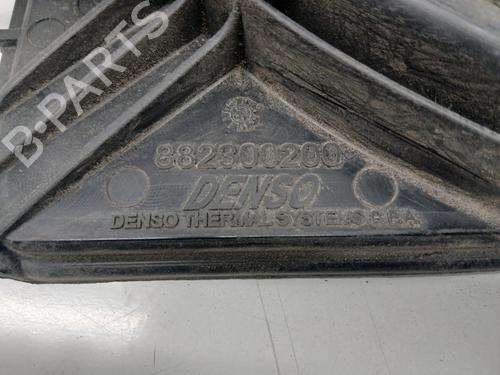 B-PARTS
882300200
DENSO
DENSO THERMAL SYSTEMS S.P.A.